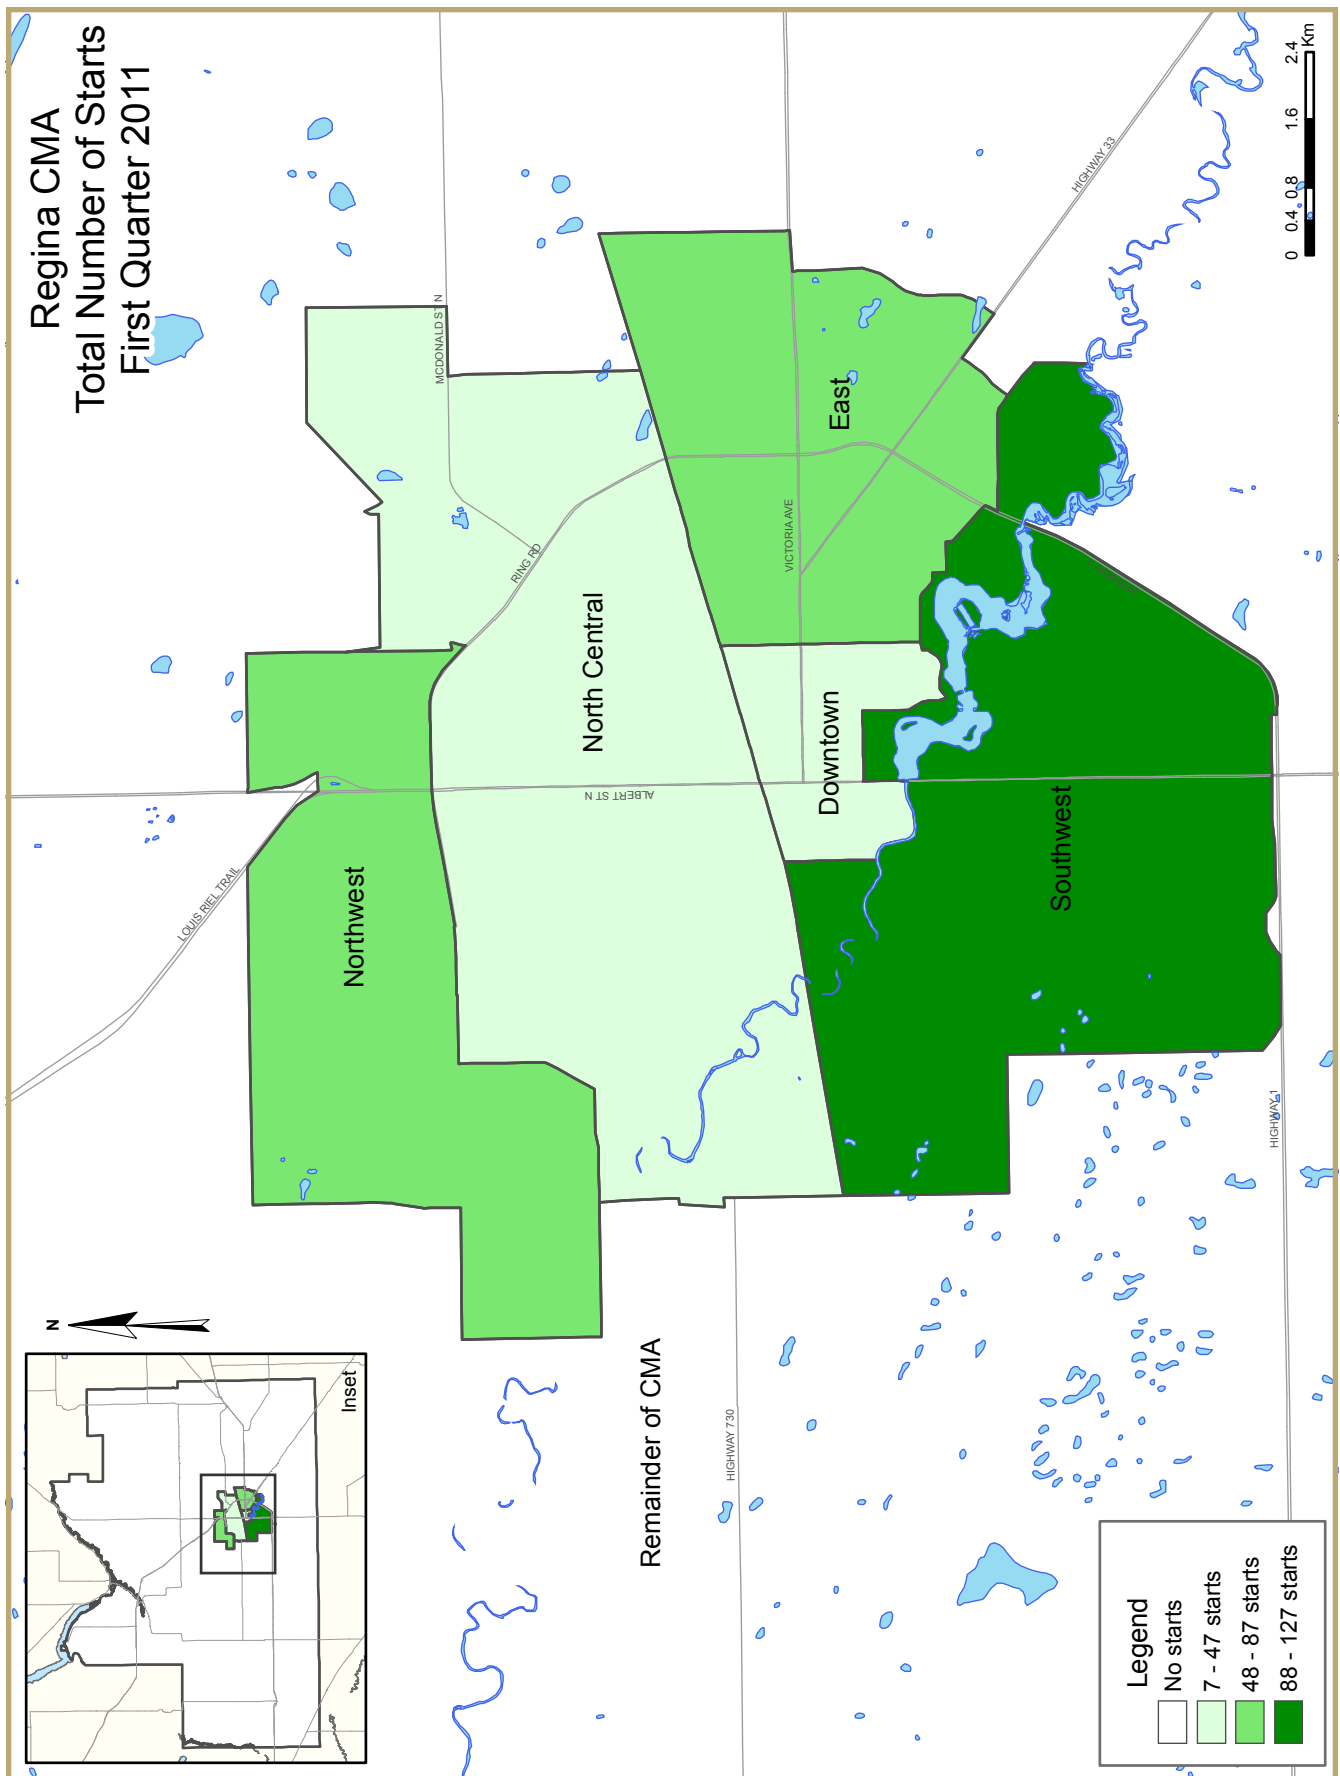 Regina CMA
Total Number of Starts
First Quarter 2011
N
Inset
LOUIS RIEL TRAIL
MCDONALD ST N
Northwest
RING RD
North Central
ALBERT ST N
Remainder of CMA
HIGHWAY 730
VICTORIA AVE
East
Downtown
Southwest
HIGHWAY 33
HIGHWAY 1
Legend
No starts
7 - 47 starts
48 - 87 starts
88 - 127 starts
0 0.4 0.8 1.6 2.4
Km